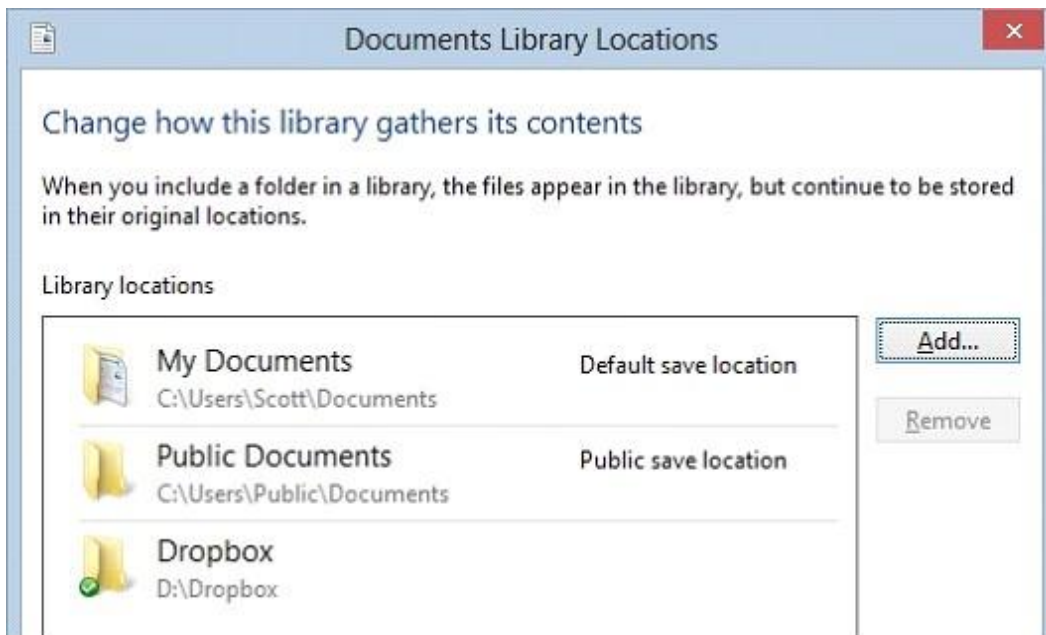 Documents Library Locations
Change how this library gathers its contents
When you include a folder in a library, the files appear in the library, but continue to be stored
in their original locations.
Library locations
My Documents Default save location
C:\Users\Scott\Documents
Public Documents Public save location
C:\Users\Public\Documents
Dropbox
D:\Dropbox
Add...
Remove